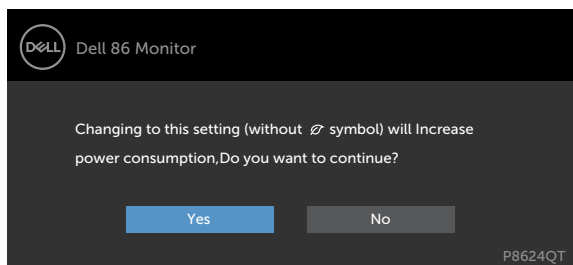 DELL Dell 86 Monitor
Changing to this setting (without symbol) will Increase
power consumption,Do you want to continue?
Yes No
P8624QT